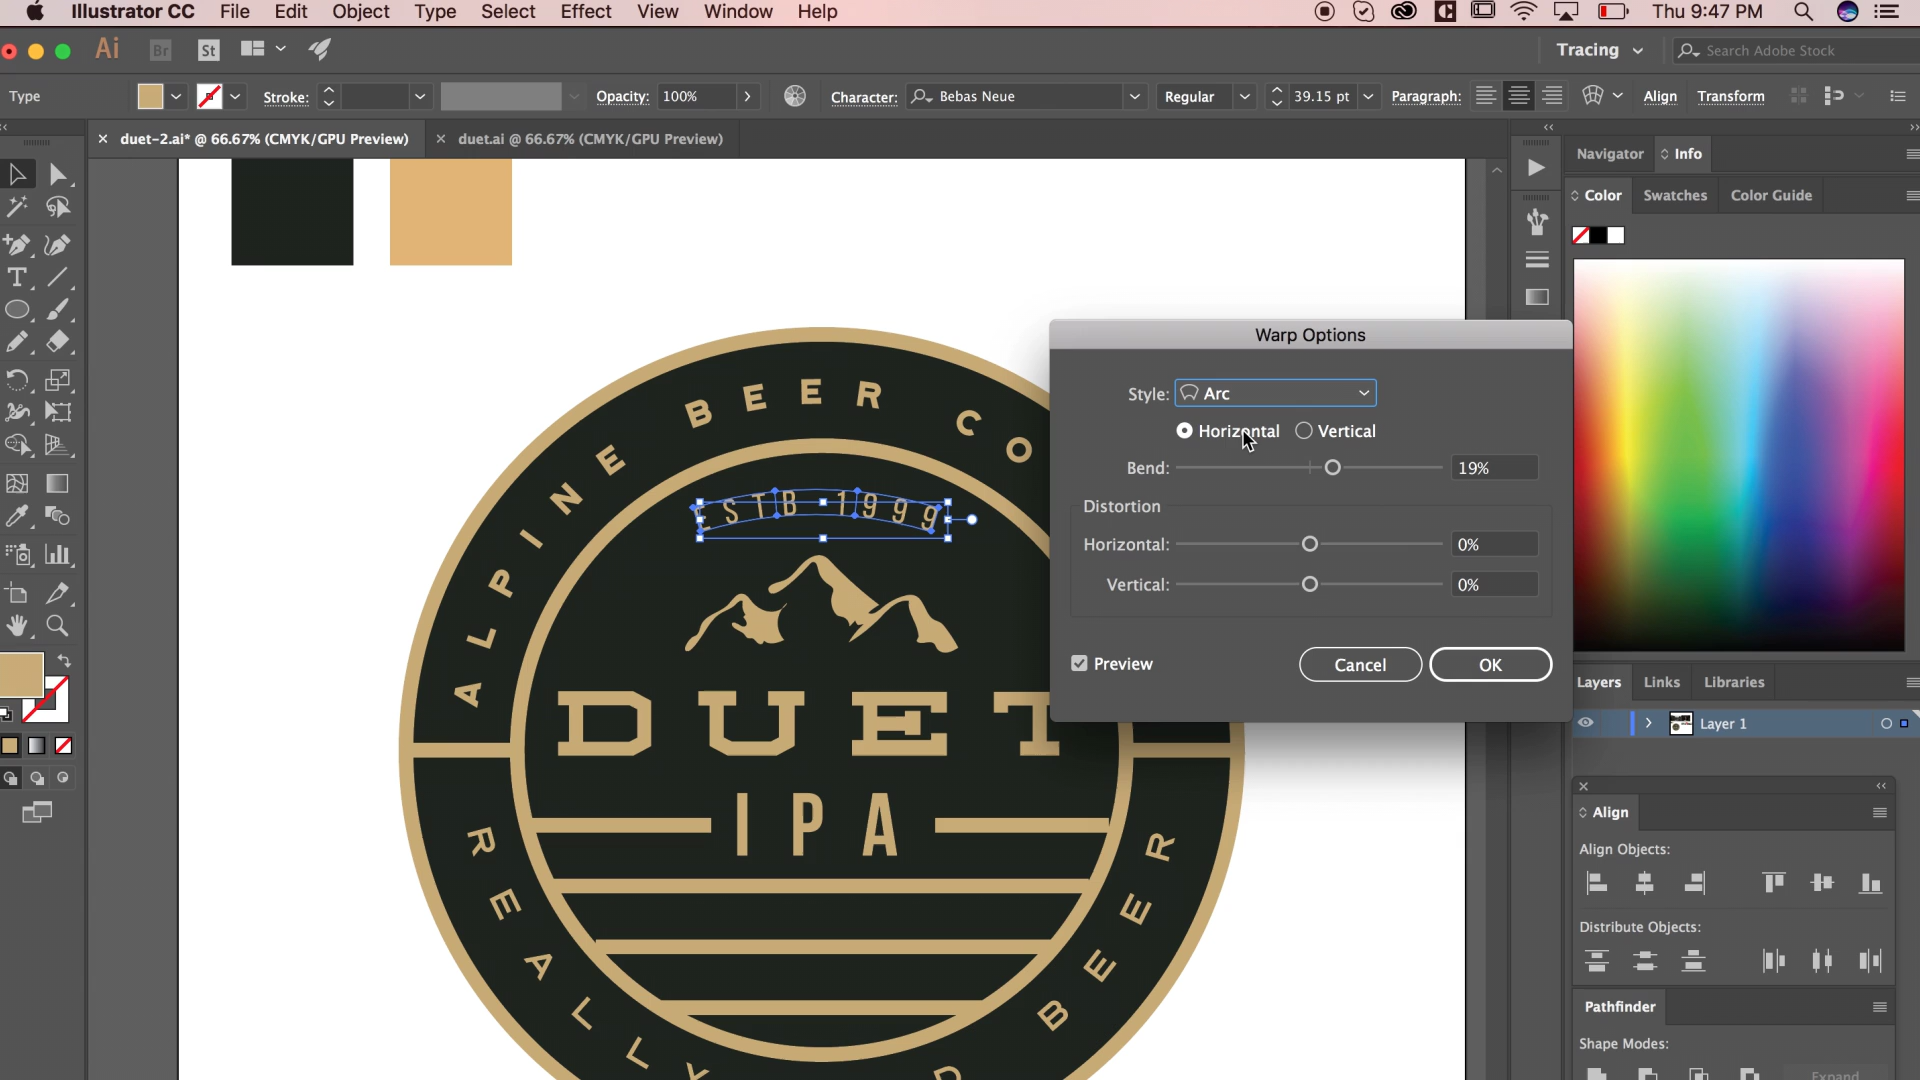 Illustrator CC File Edit Object Type Select Effect View Window Help Thu 9:47 PM
Ai Br St Tracing Search Adobe Stock
Type Stroke: Opacity: 100% Character: Bebas Neue Regular 39.15 pt Paragraph: Align Transform
× duet-2.ai* @ 66.67% (CMYK/GPU Preview) × duet.ai @ 66.67% (CMYK/GPU Preview)
Navigator Info
Color Swatches Color Guide
Warp Options
Style: Arc
Horizontal Vertical
Bend: 19%
Distortion
Horizontal: 0%
Vertical: 0%
Preview Cancel OK
ALPINE BEER CO
ESTB 1999
DUET
IPA
REALLY
D BEER
Layers Links Libraries
Layer 1
Align
Align Objects:
Distribute Objects:
Pathfinder
Shape Modes:
Expand